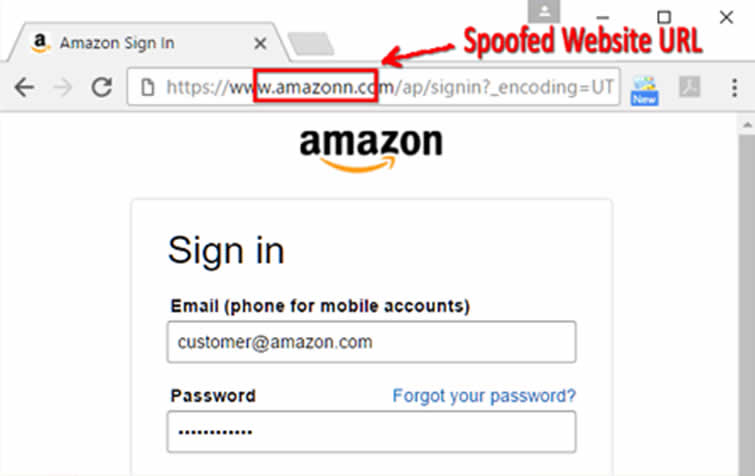 Amazon Sign In
Spoofed Website URL
https://www.amazonn.com/ap/signin?_encoding=UT
New
amazon
Sign in
Email (phone for mobile accounts)
customer@amazon.com
Password Forgot your password?
••••••••••••